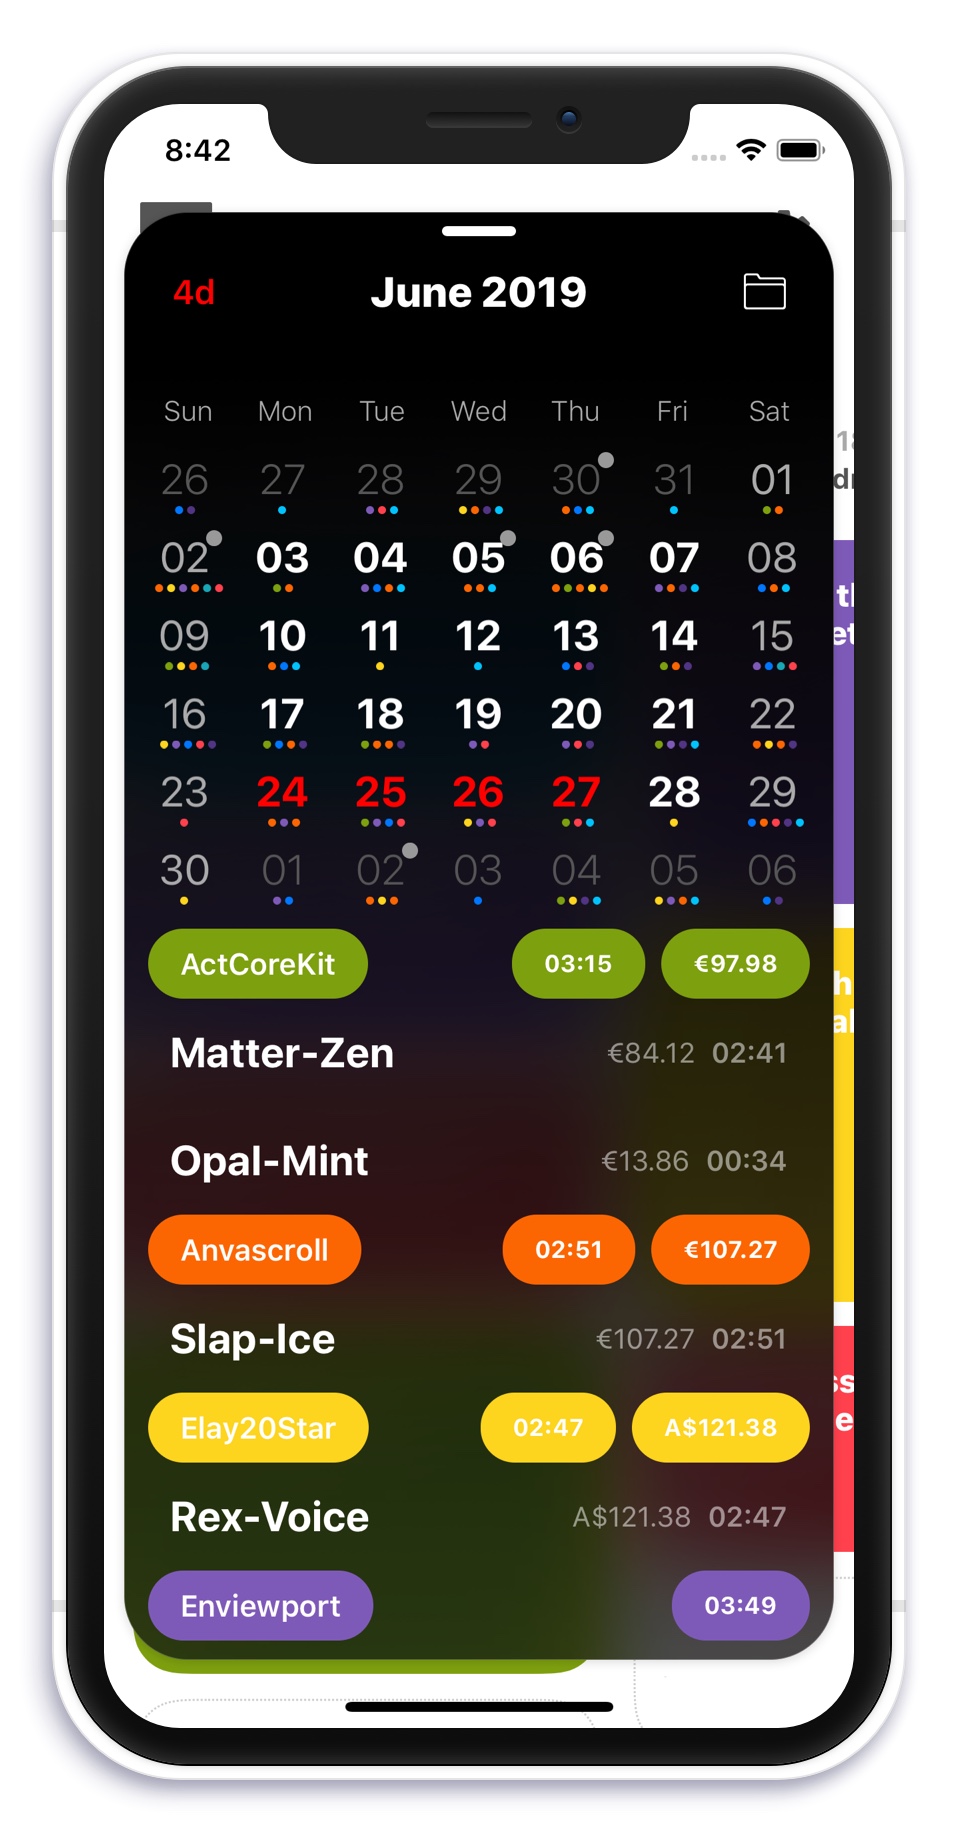 8:42
4d June 2019
Sun Mon Tue Wed Thu Fri Sat
26 27 28 29 30 31 01
02 03 04 05 06 07 08
09 10 11 12 13 14 15
16 17 18 19 20 21 22
23 24 25 26 27 28 29
30 01 02 03 04 05 06
ActCoreKit 03:15 €97.98
Matter-Zen €84.12 02:41
Opal-Mint €13.86 00:34
Anvascroll 02:51 €107.27
Slap-Ice €107.27 02:51
Elay20Star 02:47 A$121.38
Rex-Voice A$121.38 02:47
Enviewport 03:49